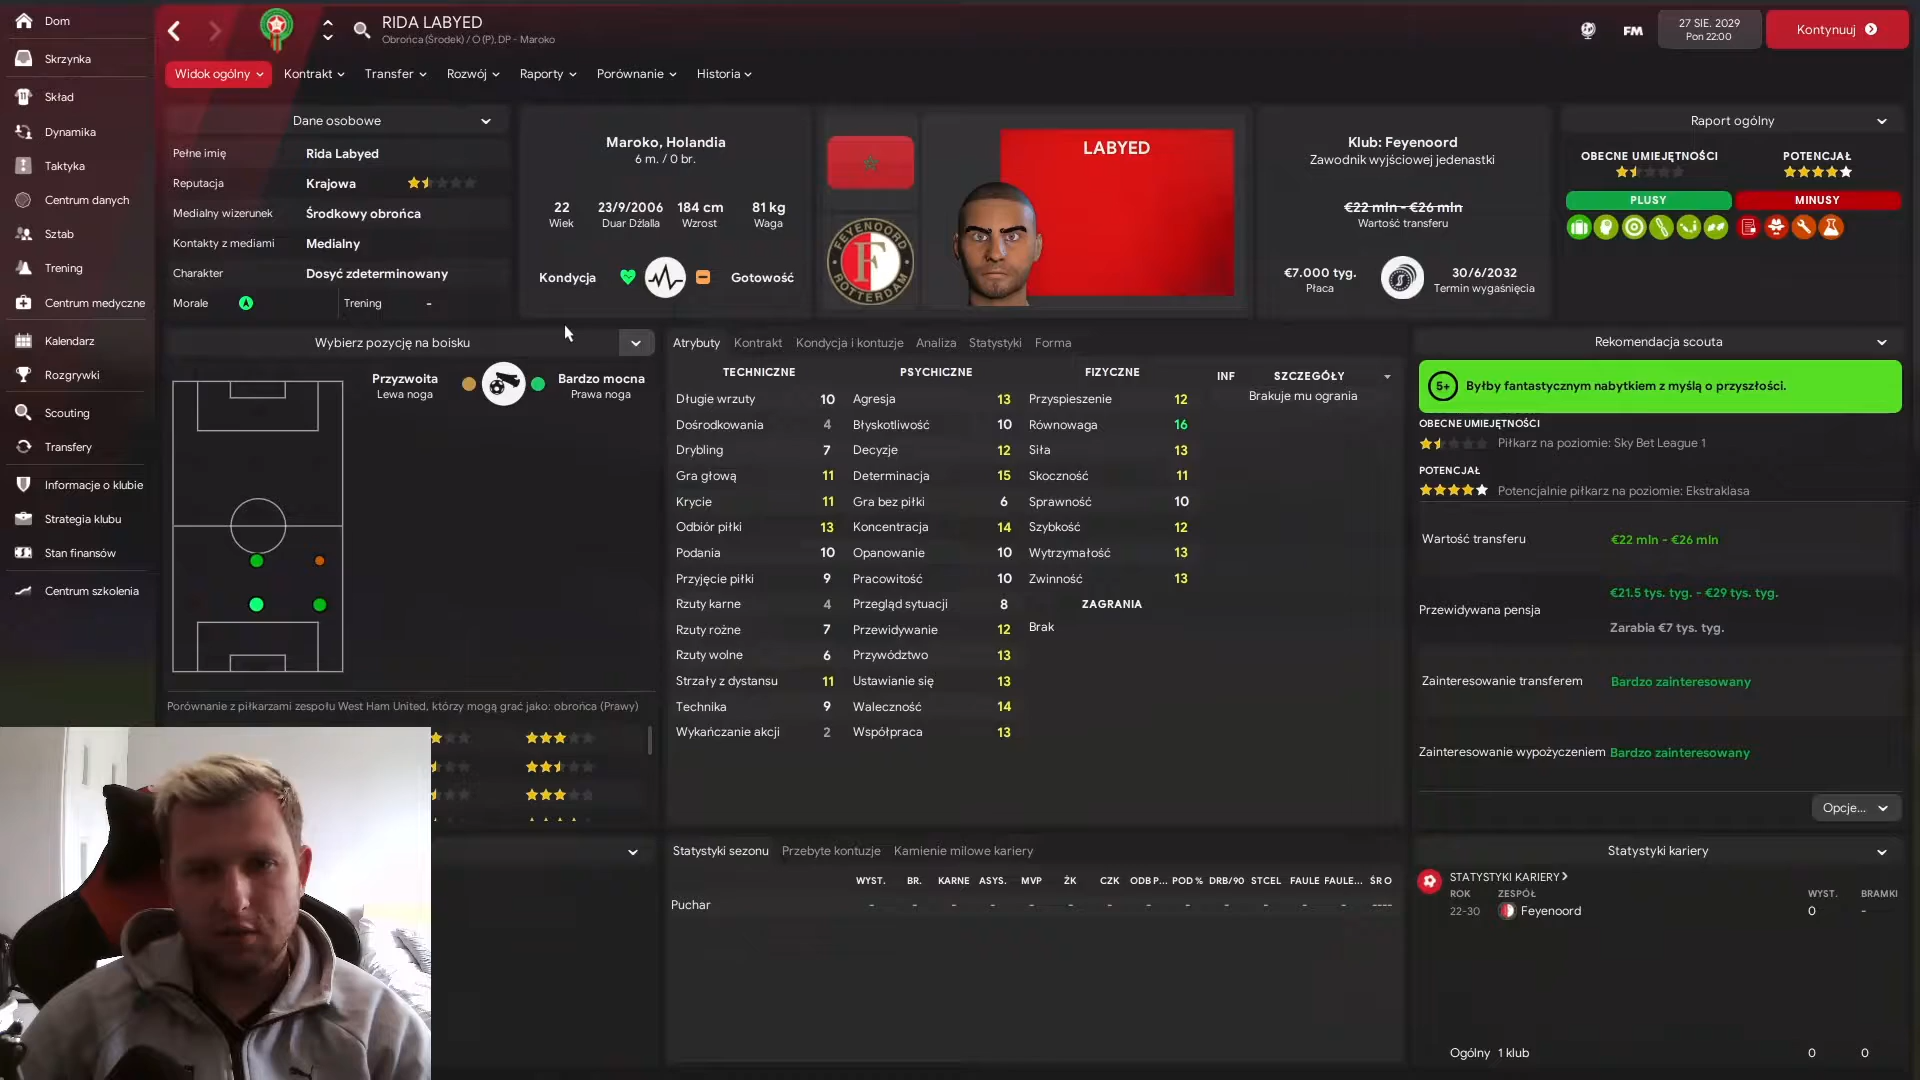 Dom
Skrzynka
Skład
Dynamika
Taktyka
Centrum danych
Sztab
Trening
Centrum medyczne
Kalendarz
Rozgrywki
Scouting
Transfery
Informacje o klubie
Strategia klubu
Stan finansów
Centrum szkolenia
RIDA LABYED
Obrońca (Środek) / O (P), DP - Maroko
FM
27 SIE. 2029
Pon 22:00
Kontynuuj
Widok ogólny
Kontrakt
Transfer
Rozwój
Raporty
Porównanie
Historia
Dane osobowe
Pełne imię Rida Labyed
Reputacja Krajowa
Medialny wizerunek Środkowy obrońca
Kontakty z mediami Medialny
Charakter Dosyć zdeterminowany
Morale
Trening -
Maroko, Holandia
6 m. / 0 br.
22 23/9/2006 184 cm 81 kg
Wiek Duar Dżlalla Wzrost Waga
Kondycja Gotowość
LABYED
FEYENOORD
ROTTERDAM
Klub: Feyenoord
Zawodnik wyjściowej jedenastki
€22 mln - €26 mln
Wartość transferu
€7.000 tyg. 30/6/2032
Płaca Termin wygaśnięcia
Raport ogólny
OBECNE UMIEJĘTNOŚCI POTENCJAŁ
PLUSY MINUSY
Wybierz pozycję na boisku
Przyzwoita Bardzo mocna
Lewa noga Prawa noga
Porównanie z piłkarzami zespołu West Ham United, którzy mogą grać jako: obrońca (Prawy)
Atrybuty Kontrakt Kondycja i kontuzje Analiza Statystyki Forma
TECHNICZNE PSYCHICZNE FIZYCZNE
INF SZCZEGÓŁY
Brakuje mu ogrania
Długie wrzuty 10 Agresja 13 Przyspieszenie 12
Dośrodkowania 4 Błyskotliwość 10 Równowaga 16
Drybling 7 Decyzje 12 Siła 13
Gra głową 11 Determinacja 15 Skoczność 11
Krycie 11 Gra bez piłki 6 Sprawność 10
Odbiór piłki 13 Koncentracja 14 Szybkość 12
Podania 10 Opanowanie 10 Wytrzymałość 13
Przyjęcie piłki 9 Pracowitość 10 Zwinność 13
Rzuty karne 4 Przegląd sytuacji 8 ZAGRANIA
Rzuty rożne 7 Przewidywanie 12 Brak
Rzuty wolne 6 Przywództwo 13
Strzały z dystansu 11 Ustawianie się 13
Technika 9 Waleczność 14
Wykańczanie akcji 2 Współpraca 13
Rekomendacja scouta
5+ Byłby fantastycznym nabytkiem z myślą o przyszłości.
OBECNE UMIEJĘTNOŚCI
Piłkarz na poziomie: Sky Bet League 1
POTENCJAŁ
Potencjalnie piłkarz na poziomie: Ekstraklasa
Wartość transferu €22 mln - €26 mln
€21.5 tys. tyg. - €29 tys. tyg.
Przewidywana pensja
Zarabia €7 tys. tyg.
Zainteresowanie transferem Bardzo zainteresowany
Zainteresowanie wypożyczeniem Bardzo zainteresowany
Opcje...
Statystyki sezonu Przebyte kontuzje Kamienie milowe kariery
WYST. BR. KARNE ASYS. MVP ŻK CZK ODB P... POD % DRB/90 STCEL FAULE FAULE... ŚR O
Puchar - - - - - - - - - - - - - ----
Statystyki kariery
STATYSTYKI KARIERY
ROK ZESPÓŁ WYST. BRAMKI
22-30 Feyenoord 0 -
Ogólny 1 klub 0 0